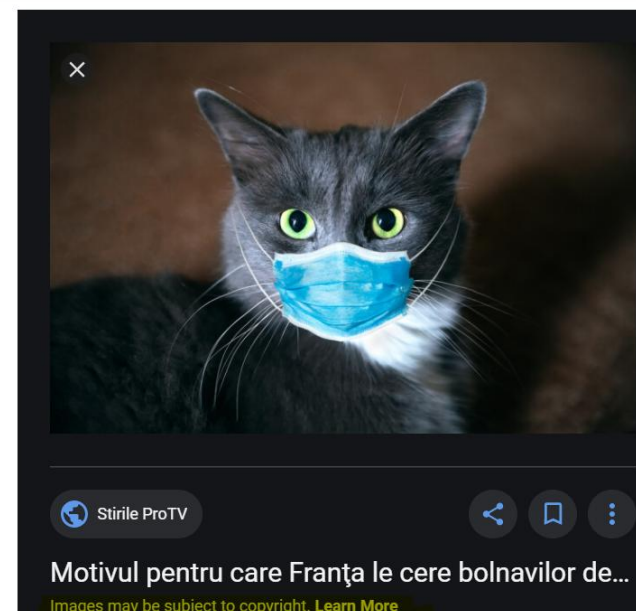 Stirile ProTV
Motivul pentru care Franţa le cere bolnavilor de...
Images may be subject to copyright. Learn More